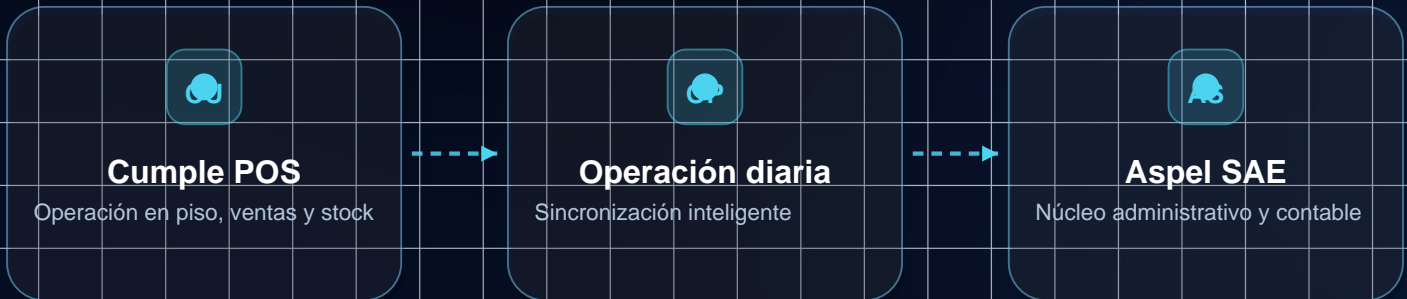 Cumple POS
Operación en piso, ventas y stock
Operación diaria
Sincronización inteligente
Aspel SAE
Núcleo administrativo y contable